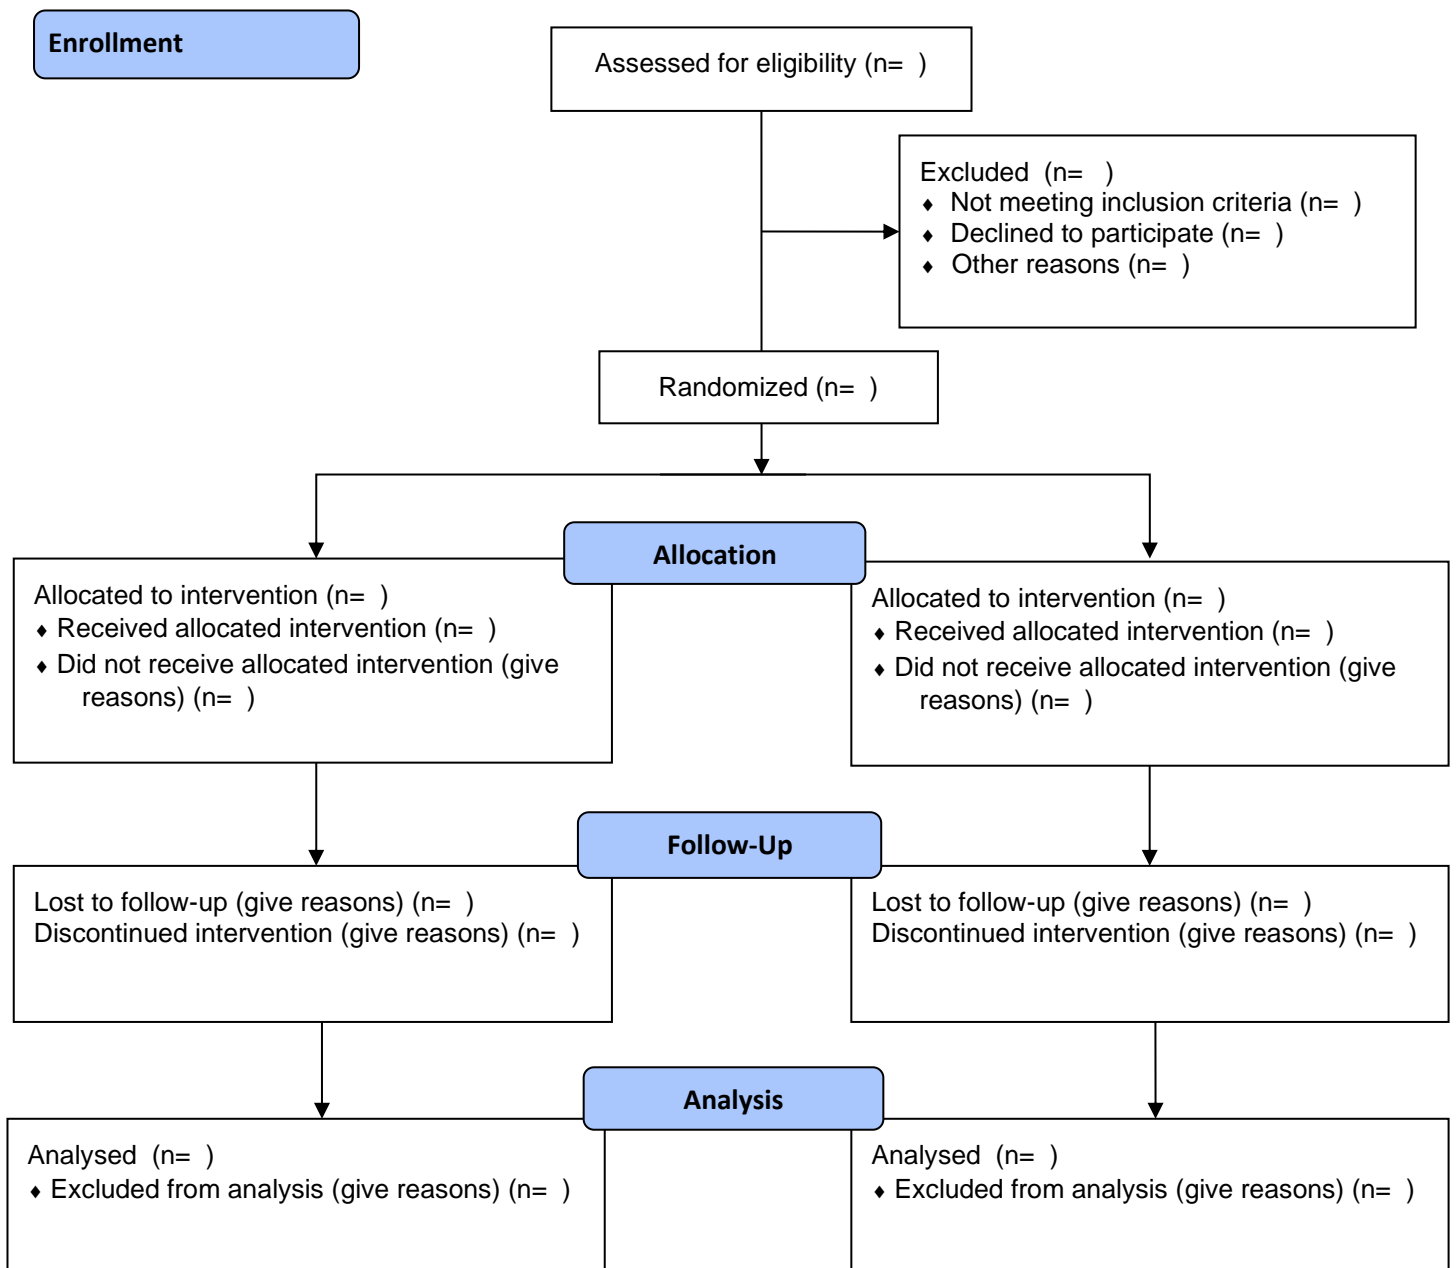 Enrollment
Assessed for eligibility (n= )
Excluded (n= )
♦ Not meeting inclusion criteria (n= )
♦ Declined to participate (n= )
♦ Other reasons (n= )
Randomized (n= )
Allocation
Allocated to intervention (n= )
♦ Received allocated intervention (n= )
♦ Did not receive allocated intervention (give
reasons) (n= )
Allocated to intervention (n= )
♦ Received allocated intervention (n= )
♦ Did not receive allocated intervention (give
reasons) (n= )
Follow-Up
Lost to follow-up (give reasons) (n= )
Discontinued intervention (give reasons) (n= )
Lost to follow-up (give reasons) (n= )
Discontinued intervention (give reasons) (n= )
Analysis
Analysed (n= )
♦ Excluded from analysis (give reasons) (n= )
Analysed (n= )
♦ Excluded from analysis (give reasons) (n= )